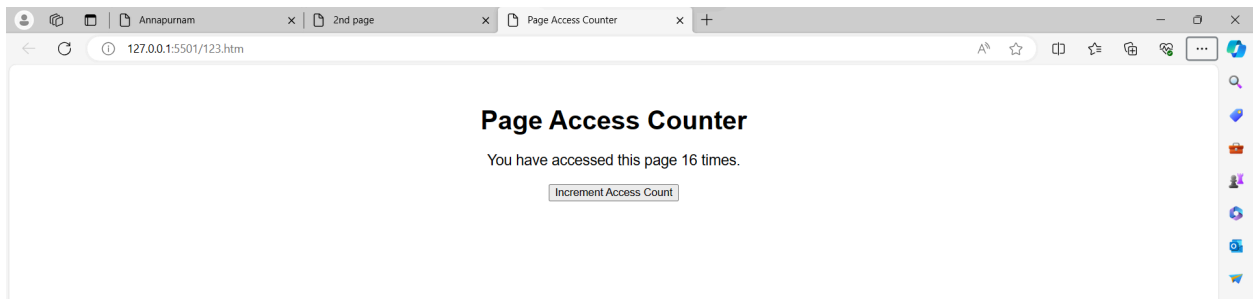 Annapurnam
2nd page
Page Access Counter
127.0.0.1:5501/123.htm
Page Access Counter
You have accessed this page 16 times.
Increment Access Count